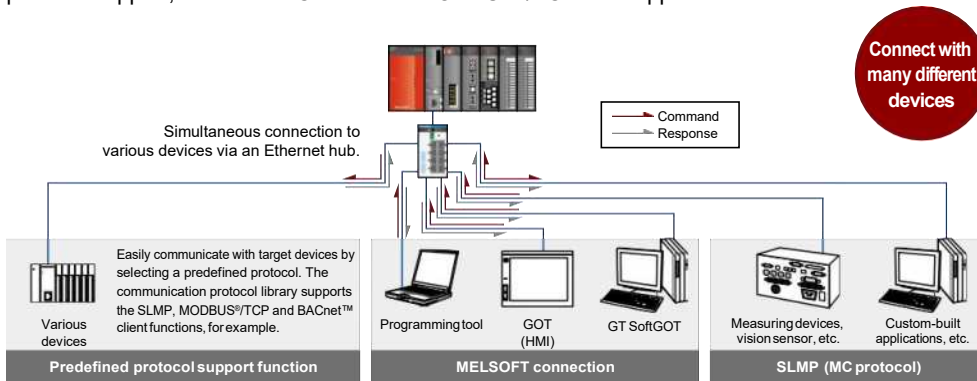 Connect with
many different
devices
Command
Response
Simultaneous connection to
various devices via an Ethernet hub.
Easily communicate with target devices by
selecting a predefined protocol. The
communication protocol library supports
the SLMP, MODBUS®/TCP and BACnet™
client functions, for example.
Various
devices
Predefined protocol support function
Programming tool
GOT
(HMI)
GT SoftGOT
MELSOFT connection
Measuring devices,
vision sensor, etc.
Custom-built
applications, etc.
SLMP (MC protocol)